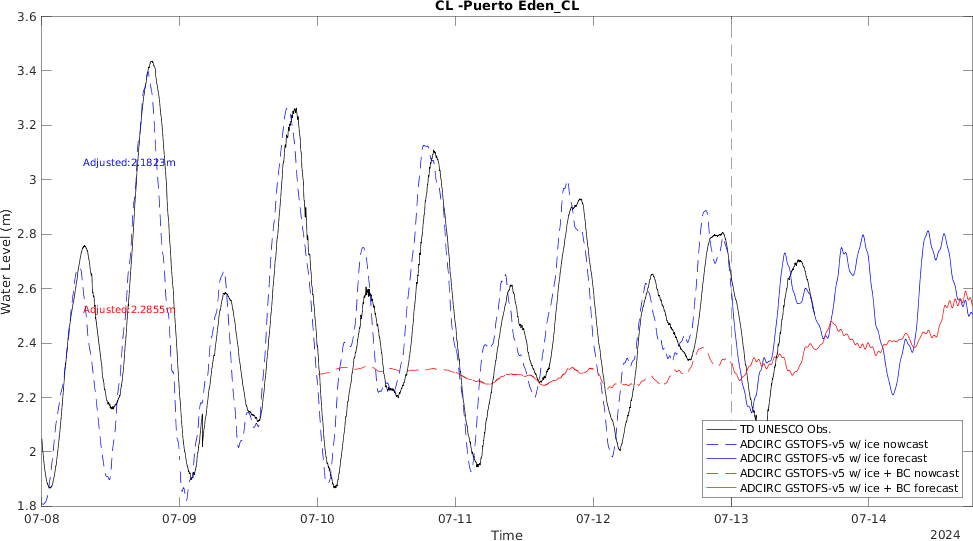 CL -Puerto Eden_CL
3.6
3.4
3.2
3
2.8
2.6
2.4
2.2
2
1.8
Water Level (m)
Adjusted:2.1823m
Adjusted:2.2855m
TD UNESCO Obs.
ADCIRC GSTOFS-v5 w/ ice nowcast
ADCIRC GSTOFS-v5 w/ ice forecast
ADCIRC GSTOFS-v5 w/ ice + BC nowcast
ADCIRC GSTOFS-v5 w/ ice + BC forecast
07-08 07-09 07-10 07-11 07-12 07-13 07-14
Time
2024